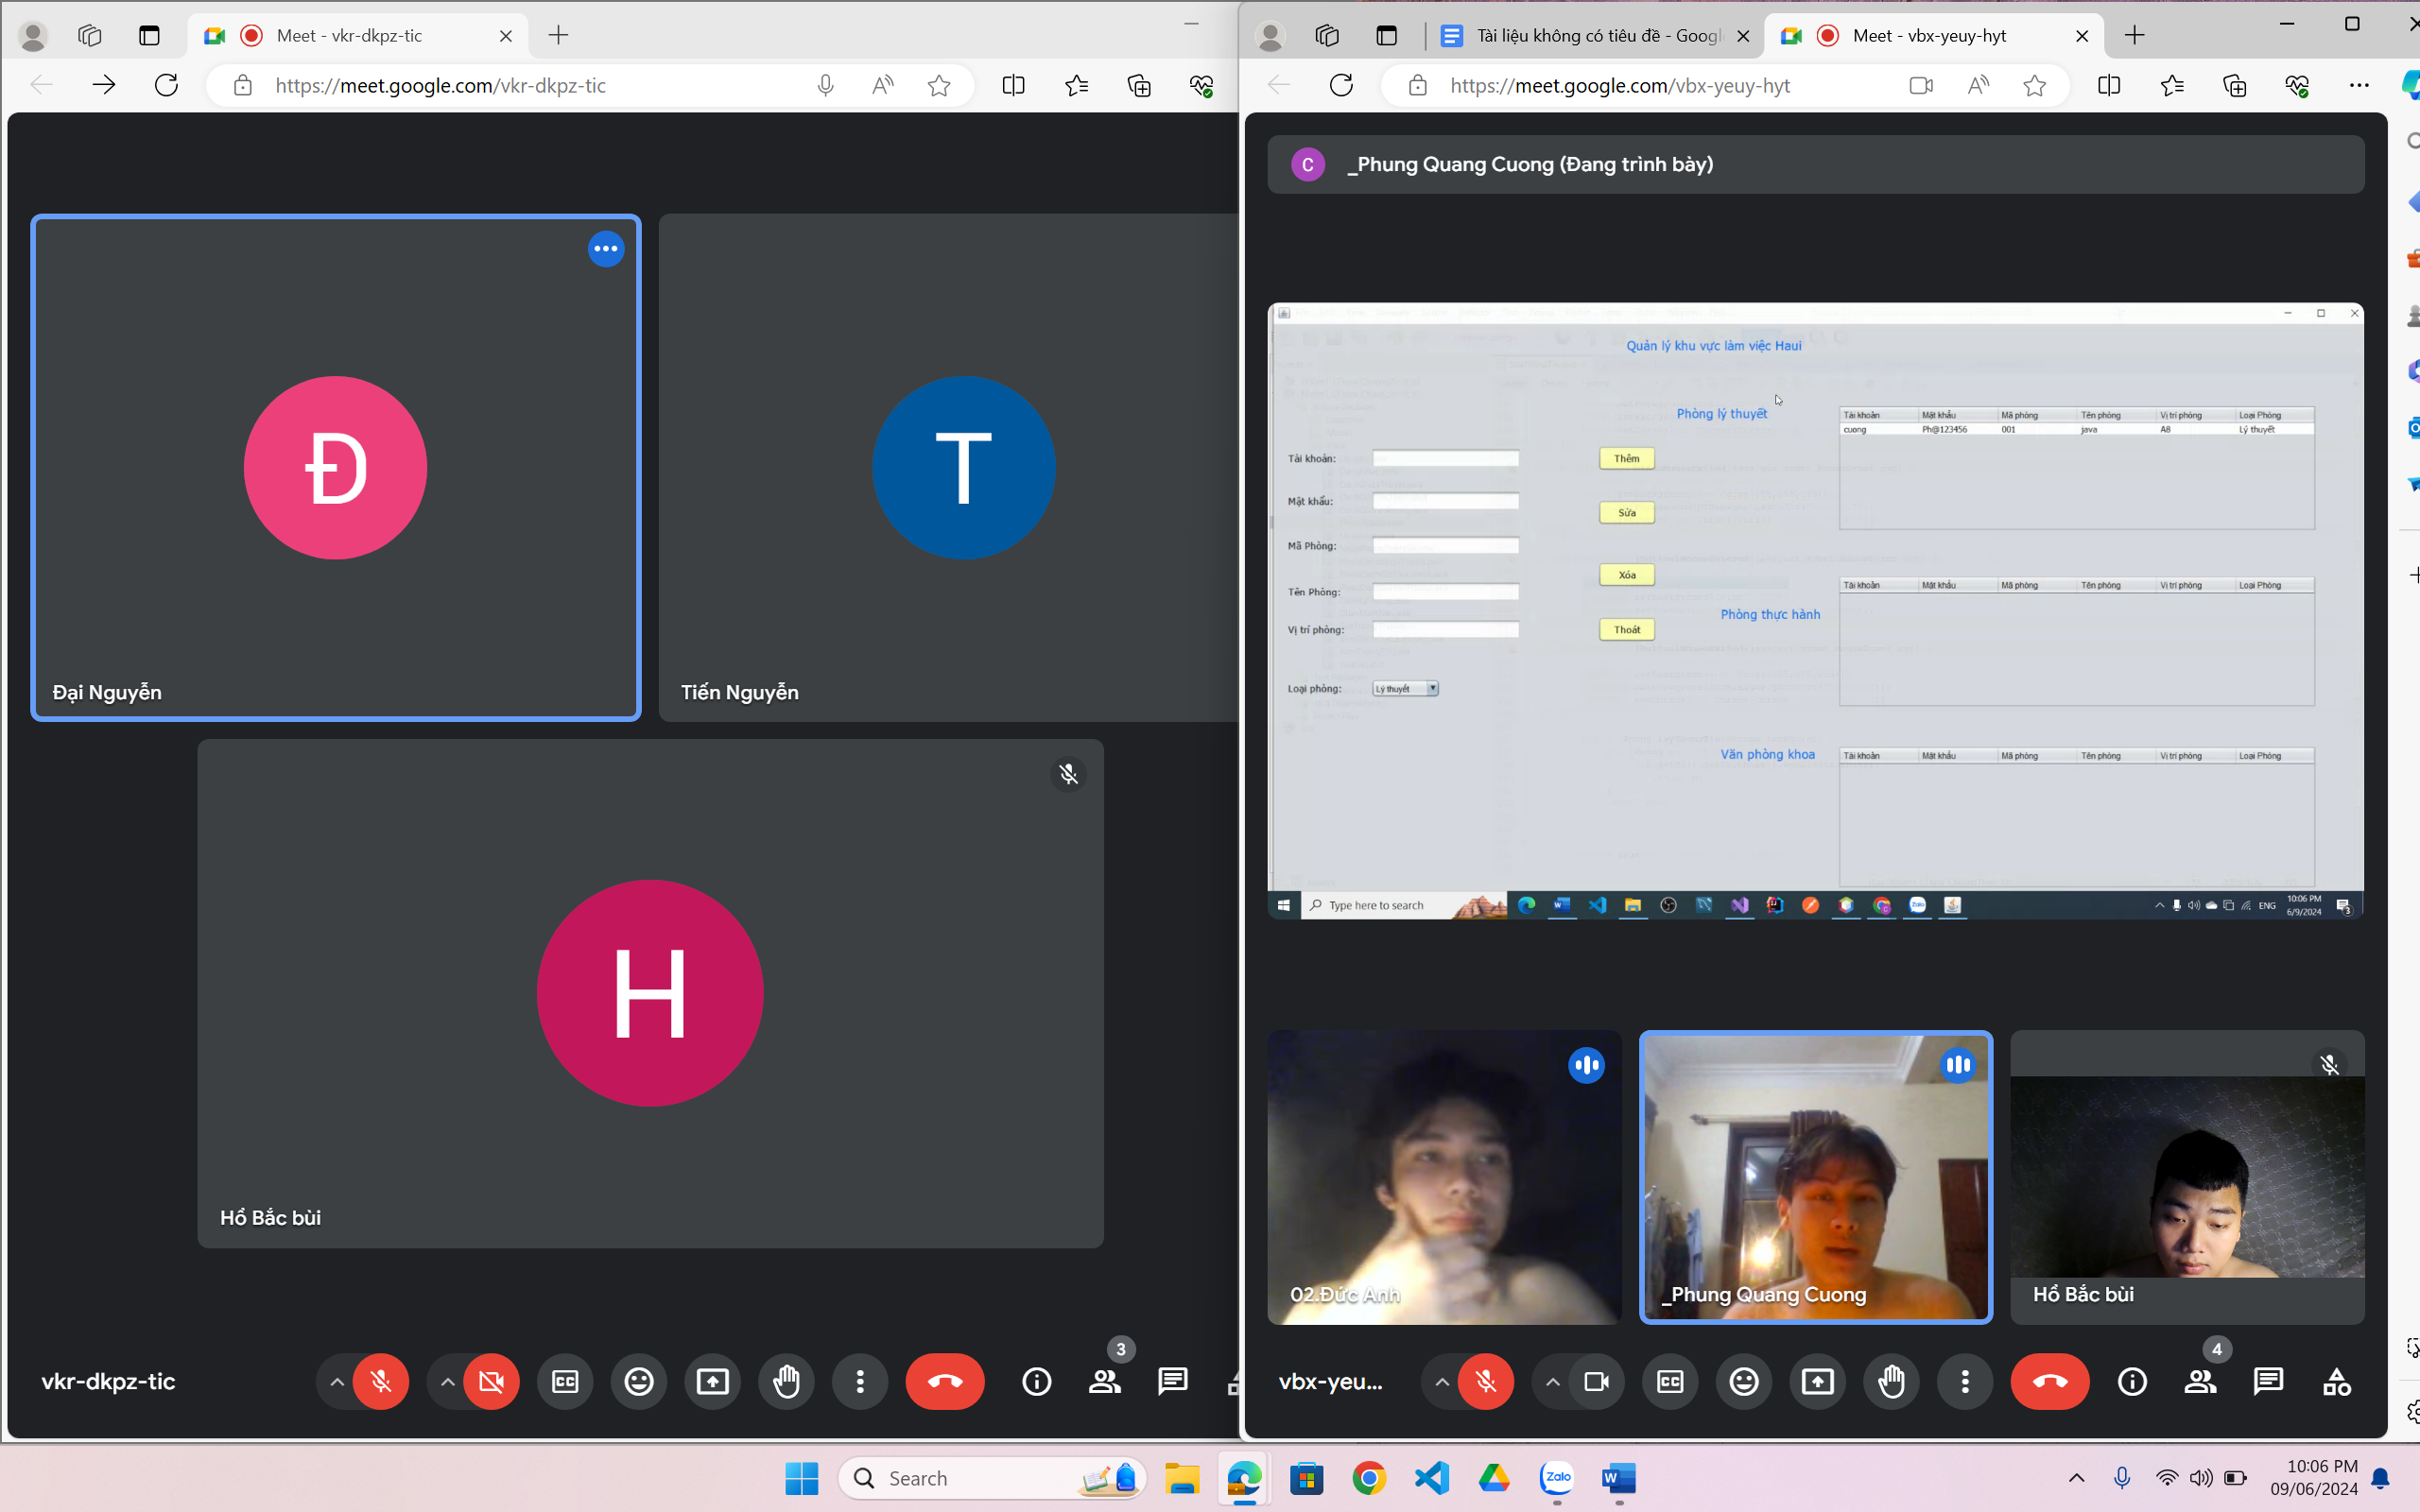 Meet - vkr-dkpz-tic
https://meet.google.com/vkr-dkpz-tic
Đ
Đại Nguyễn
T
Tiến Nguyễn
H
Hồ Bắc bùi
vkr-dkpz-tic
3
Tài liệu không có tiêu đề - Googl
Meet - vbx-yeuy-hyt
https://meet.google.com/vbx-yeuy-hyt
C
_Phung Quang Cuong (Đang trình bày)
Quản lý khu vực làm việc Haui
Phòng lý thuyết
Tài khoản: Thêm
Mật khẩu: Sửa
Mã Phòng: Xóa
Tên Phòng:
Vị trí phòng: Thoát
Loại phòng: Lý thuyết
Tài khoản Mật khẩu Mã phòng Tên phòng Vị trí phòng Loại Phòng
cuong Ph@123456 001 java A8 Lý thuyết
Phòng thực hành
Tài khoản Mật khẩu Mã phòng Tên phòng Vị trí phòng Loại Phòng
Văn phòng khoa
Tài khoản Mật khẩu Mã phòng Tên phòng Vị trí phòng Loại Phòng
Type here to search
Zalo
ENG
10:06 PM
6/9/2024
3
02.Đức Anh
_Phung Quang Cuong
Hồ Bắc bùi
vbx-yeu...
4
Search
Zalo
W
10:06 PM
09/06/2024